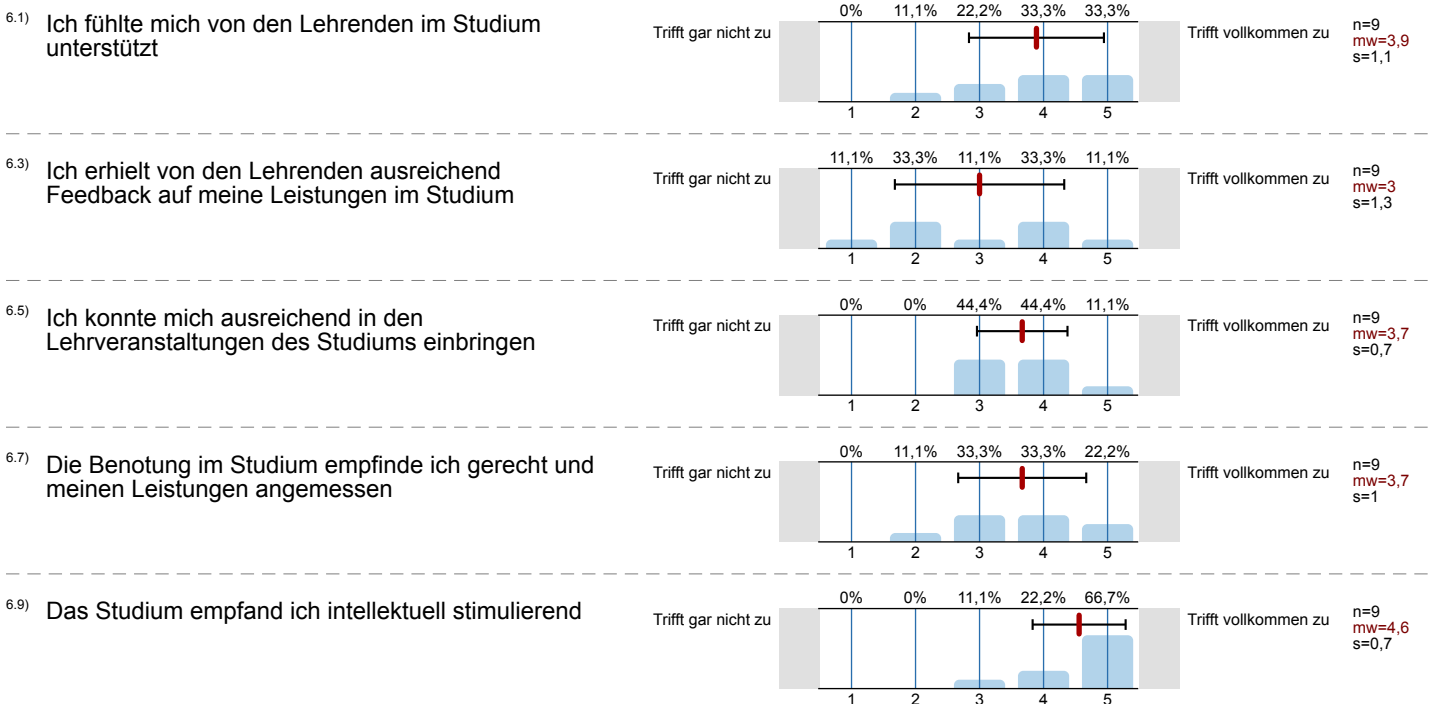 0% 11,1% 22,2% 33,3% 33,3%
6.1) Ich fühlte mich von den Lehrenden im Studium
unterstützt
Trifft gar nicht zu
Trifft vollkommen zu
n=9
mw=3,9
s=1,1
1 2 3 4 5
11,1% 33,3% 11,1% 33,3% 11,1%
6.3) Ich erhielt von den Lehrenden ausreichend
Feedback auf meine Leistungen im Studium
Trifft gar nicht zu
Trifft vollkommen zu
n=9
mw=3
s=1,3
1 2 3 4 5
0% 0% 44,4% 44,4% 11,1%
6.5) Ich konnte mich ausreichend in den
Lehrveranstaltungen des Studiums einbringen
Trifft gar nicht zu
Trifft vollkommen zu
n=9
mw=3,7
s=0,7
1 2 3 4 5
0% 11,1% 33,3% 33,3% 22,2%
6.7) Die Benotung im Studium empfinde ich gerecht und
meinen Leistungen angemessen
Trifft gar nicht zu
Trifft vollkommen zu
n=9
mw=3,7
s=1
1 2 3 4 5
0% 0% 11,1% 22,2% 66,7%
6.9) Das Studium empfand ich intellektuell stimulierend
Trifft gar nicht zu
Trifft vollkommen zu
n=9
mw=4,6
s=0,7
1 2 3 4 5